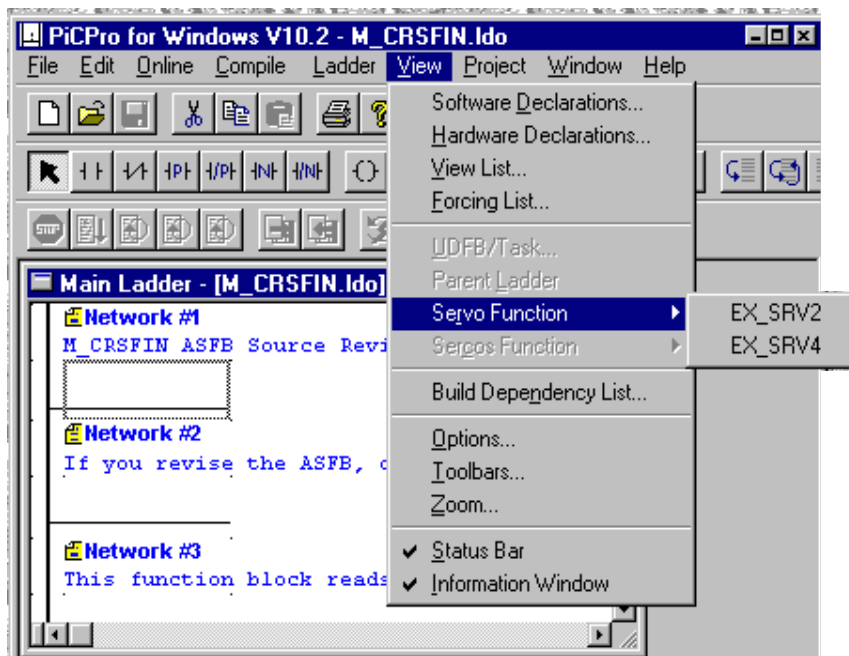 PiCPro for Windows V10.2 - M_CRSFIN.ldo
File Edit Online Compile Ladder View Project Window Help
Software Declarations...
Hardware Declarations...
View List...
Forcing List...
UDFB/Task...
Parent Ladder
Servo Function
EX_SRV2
Sercos Function
EX_SRV4
Build Dependency List...
Options...
Toolbars...
Zoom...
Status Bar
Information Window
STOP
Main Ladder - [M_CRSFIN.ldo]
Network #1
M_CRSFIN ASFB Source Revi
Network #2
If you revise the ASFB,
Network #3
This function block reads